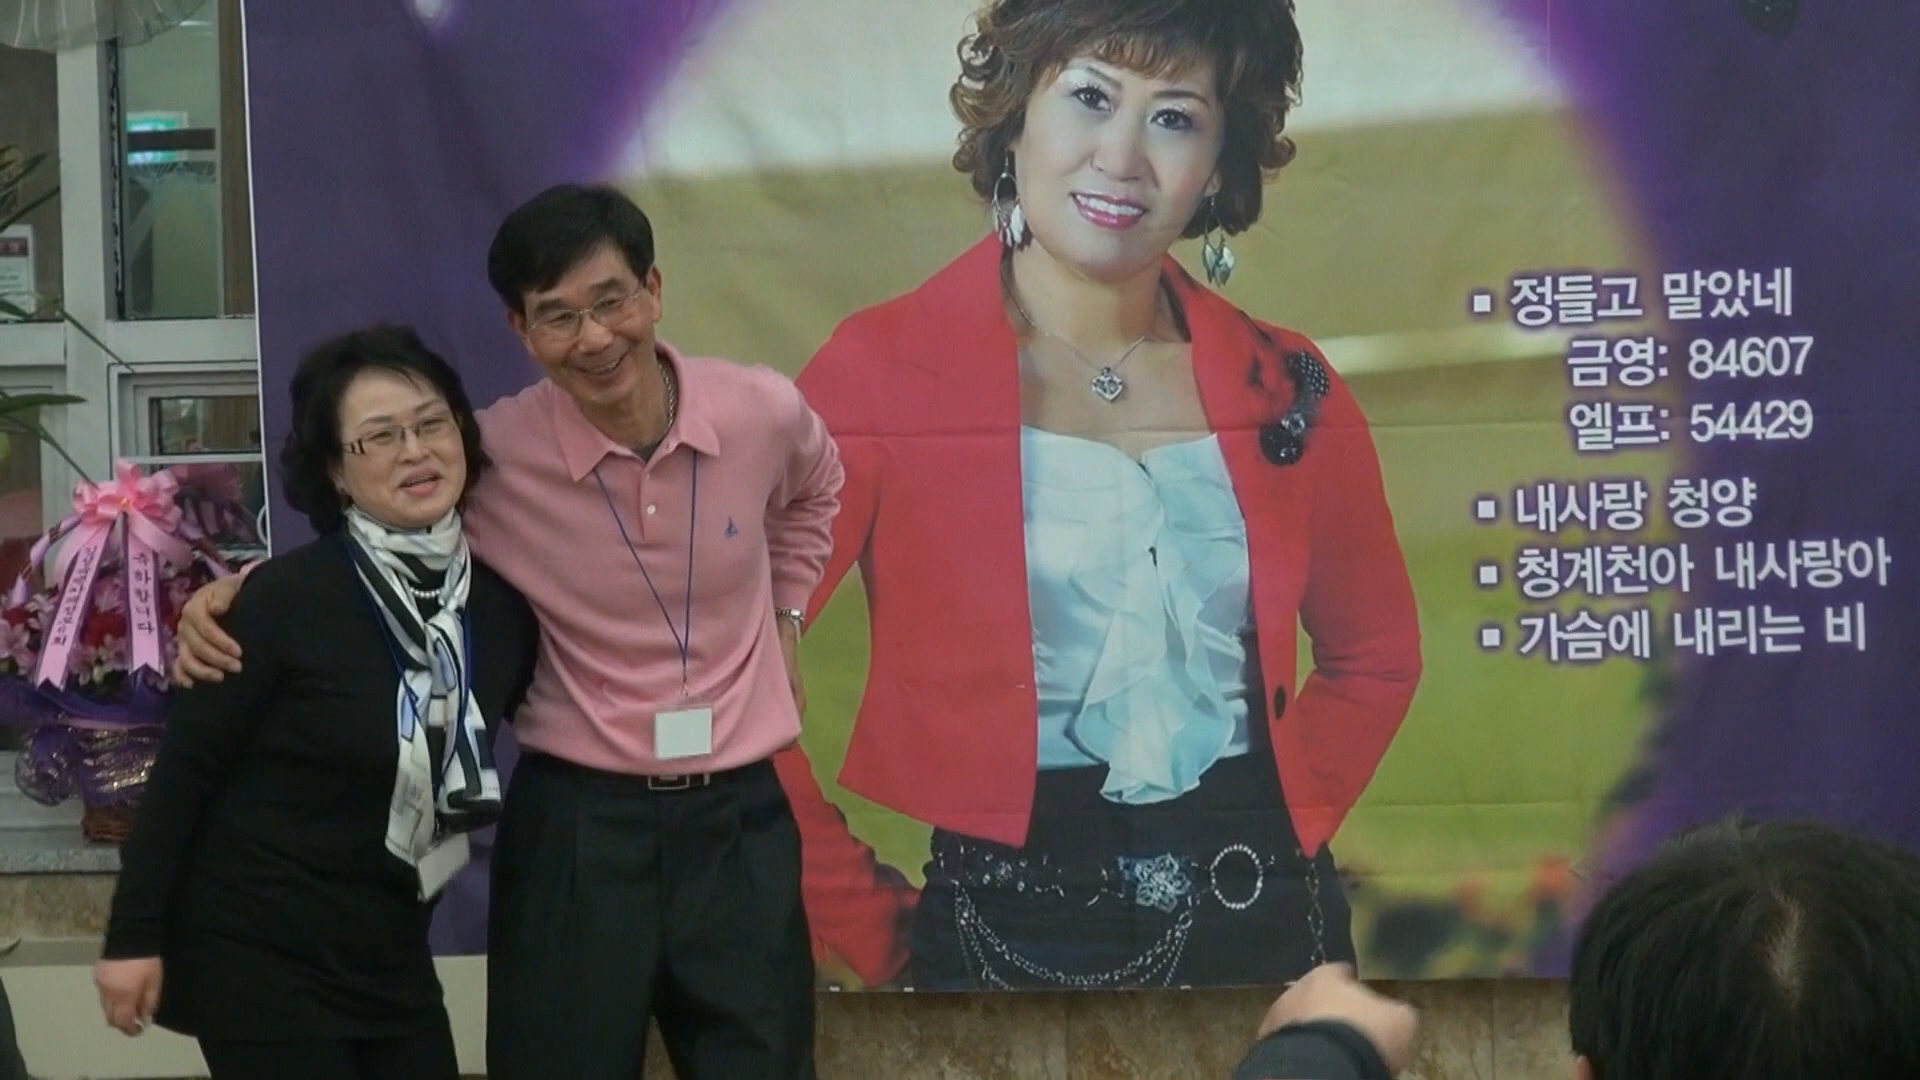 ▪ 정들고 말았네
금영: 84607
엘프: 54429
▪ 내사랑 청양
▪ 청계천아 내사랑아
▪ 가슴에 내리는 비
축하합니다